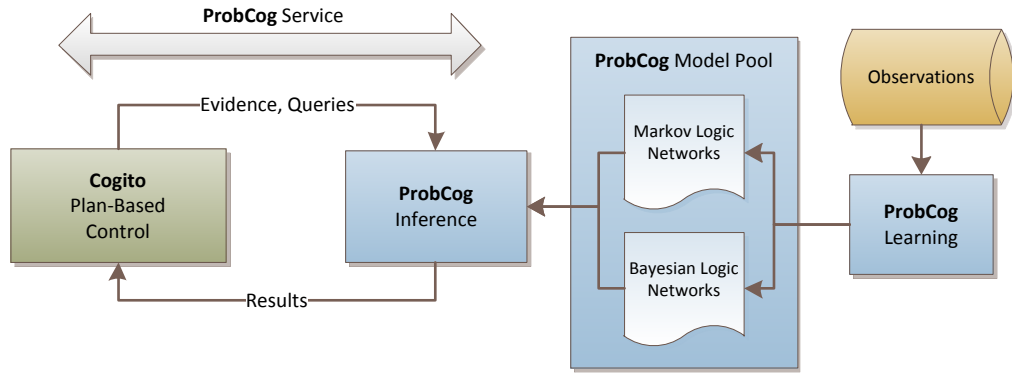 ProbCog Service
ProbCog Model Pool
Observations
Evidence, Queries
Markov Logic
Networks
Cogito
Plan-Based
Control
ProbCog
Inference
ProbCog
Learning
Bayesian Logic
Networks
Results